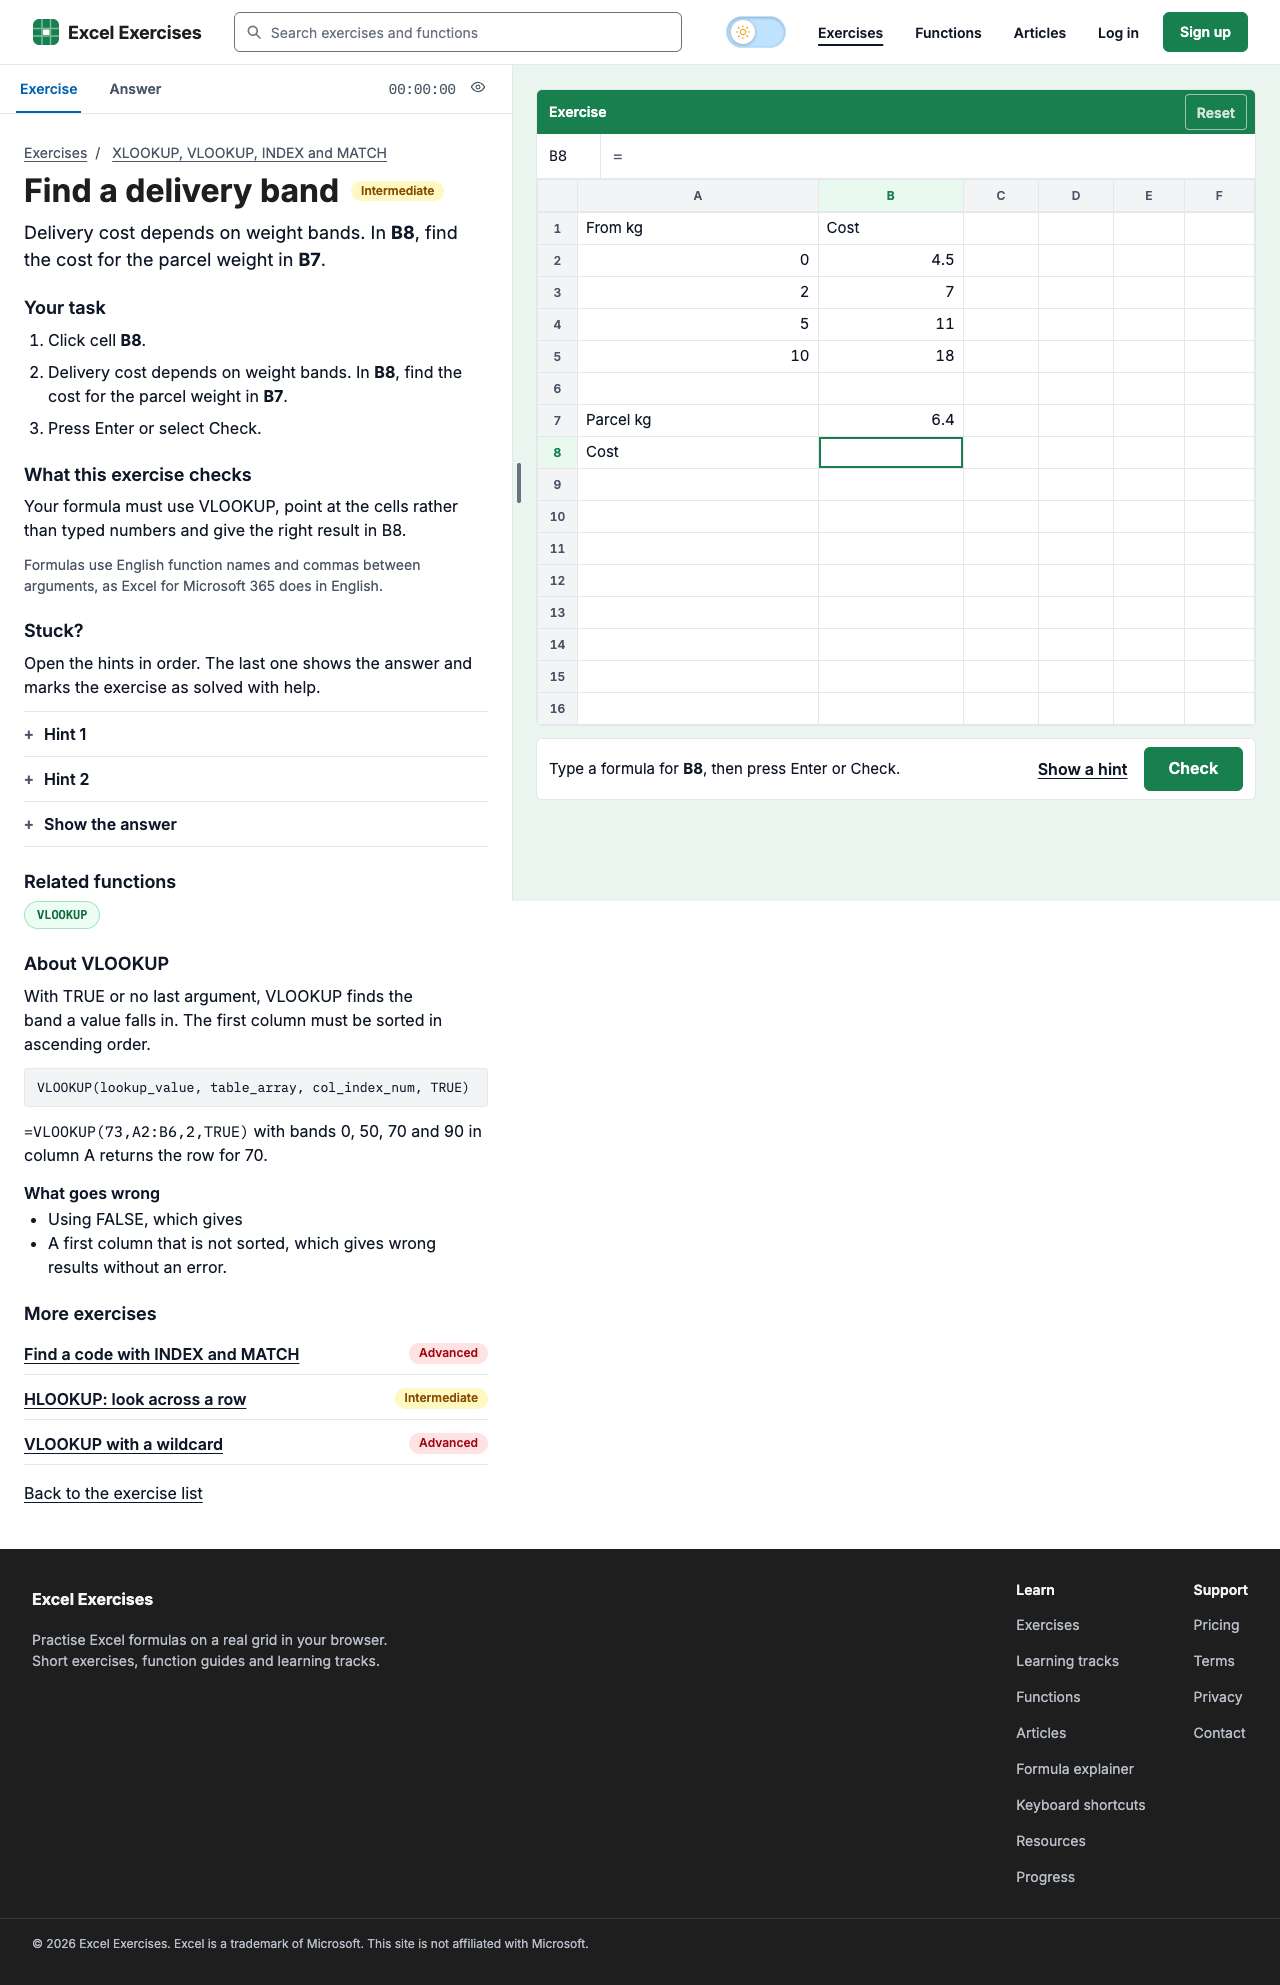 Excel Exercises
Search exercises and functions
Exercises
Functions
Articles
Log in
Sign up
Exercise
Answer
00:00:00
Exercises / XLOOKUP, VLOOKUP, INDEX and MATCH
Find a delivery band
Intermediate
Delivery cost depends on weight bands. In B8, find
the cost for the parcel weight in B7.
Your task
1. Click cell B8.
2. Delivery cost depends on weight bands. In B8, find the
cost for the parcel weight in B7.
3. Press Enter or select Check.
What this exercise checks
Your formula must use VLOOKUP, point at the cells rather
than typed numbers and give the right result in B8.
Formulas use English function names and commas between
arguments, as Excel for Microsoft 365 does in English.
Stuck?
Open the hints in order. The last one shows the answer and
marks the exercise as solved with help.
+ Hint 1
+ Hint 2
+ Show the answer
Related functions
VLOOKUP
About VLOOKUP
With TRUE or no last argument, VLOOKUP finds the
band a value falls in. The first column must be sorted in
ascending order.
VLOOKUP(lookup_value, table_array, col_index_num, TRUE)
=VLOOKUP(73,A2:B6,2,TRUE) with bands 0, 50, 70 and 90 in
column A returns the row for 70.
What goes wrong
• Using FALSE, which gives
• A first column that is not sorted, which gives wrong
results without an error.
More exercises
Find a code with INDEX and MATCH
Advanced
HLOOKUP: look across a row
Intermediate
VLOOKUP with a wildcard
Advanced
Back to the exercise list
Exercise
Reset
B8 =
A B C D E F
1 From kg Cost
2 0 4.5
3 2 7
4 5 11
5 10 18
6
7 Parcel kg 6.4
8 Cost
9
10
11
12
13
14
15
16
Type a formula for B8, then press Enter or Check.
Show a hint
Check
Excel Exercises
Practise Excel formulas on a real grid in your browser.
Short exercises, function guides and learning tracks.
Learn
Exercises
Learning tracks
Functions
Articles
Formula explainer
Keyboard shortcuts
Resources
Progress
Support
Pricing
Terms
Privacy
Contact
© 2026 Excel Exercises. Excel is a trademark of Microsoft. This site is not affiliated with Microsoft.